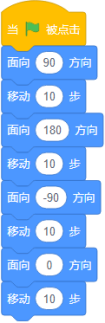 当 被点击
面向 90 方向
移动 10 步
面向 180 方向
移动 10 步
面向 -90 方向
移动 10 步
面向 0 方向
移动 10 步